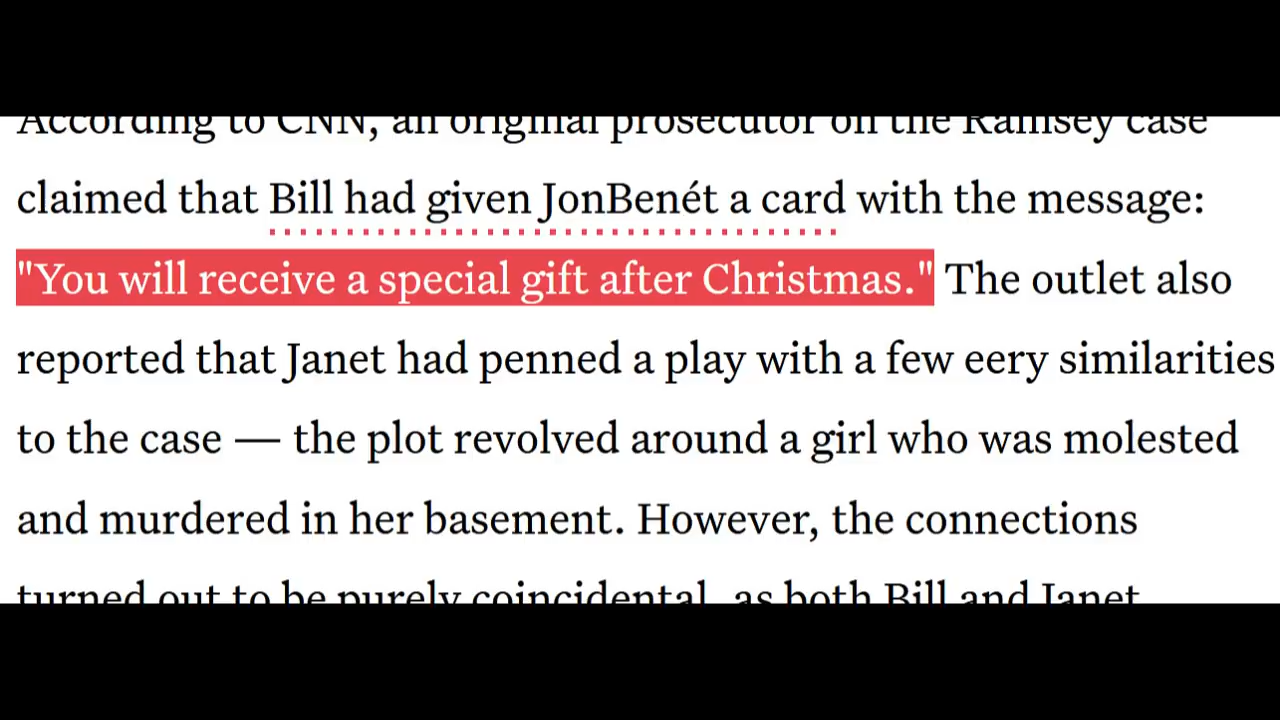 According to CNN, an original prosecutor on the Ramsey case
claimed that Bill had given JonBenét a card with the message:
"You will receive a special gift after Christmas." The outlet also
reported that Janet had penned a play with a few eery similarities
to the case — the plot revolved around a girl who was molested
and murdered in her basement. However, the connections
turned out to be purely coincidental, as both Bill and Janet